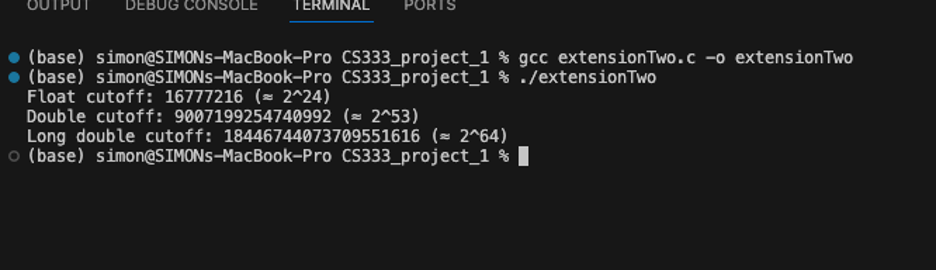 OUTPUT DEBUG CONSOLE TERMINAL PORTS
(base) simon@SIMONs-MacBook-Pro CS333_project_1 % gcc extensionTwo.c -o extensionTwo
(base) simon@SIMONs-MacBook-Pro CS333_project_1 % ./extensionTwo
Float cutoff: 16777216 (≈ 2^24)
Double cutoff: 9007199254740992 (≈ 2^53)
Long double cutoff: 18446744073709551616 (≈ 2^64)
(base) simon@SIMONs-MacBook-Pro CS333_project_1 %